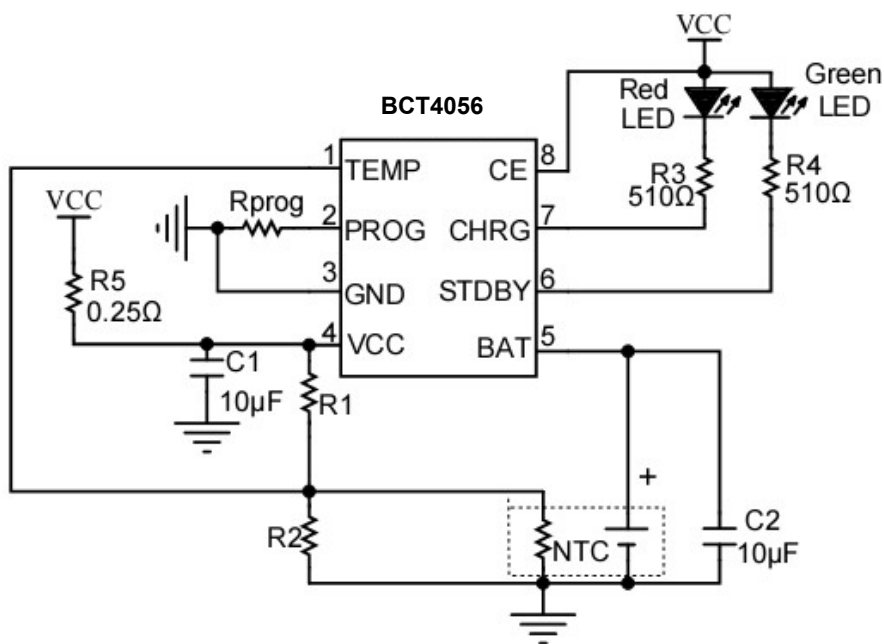 VCC
Red
LED
Green
LED
BCT4056
1
TEMP
CE
8
R3
510Ω
R4
510Ω
VCC
Rprog
2
PROG
CHRG
7
R5
0.25Ω
3
GND
STDBY
6
4
VCC
BAT
5
C1
10µF
R1
+
R2
NTC
C2
10µF